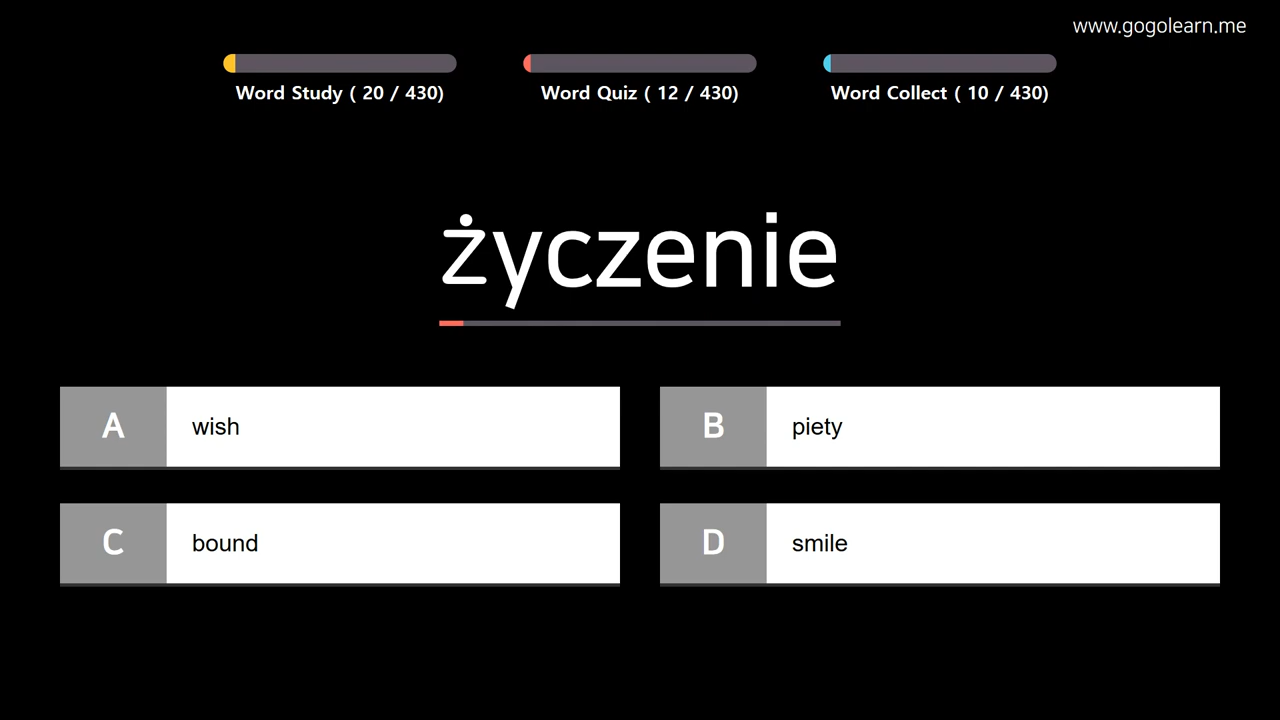 www.gogolearn.me
Word Study ( 20 / 430)
Word Quiz ( 12 / 430)
Word Collect ( 10 / 430)
życzenie
A wish
B piety
C bound
D smile